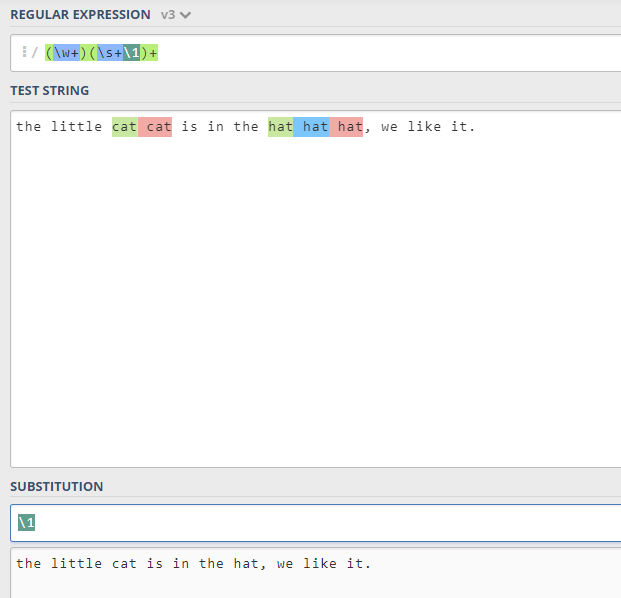 REGULAR EXPRESSION v3
/ (\w+)(\s+\1)+
TEST STRING
the little cat cat is in the hat hat hat, we like it.
SUBSTITUTION
\1
the little cat is in the hat, we like it.